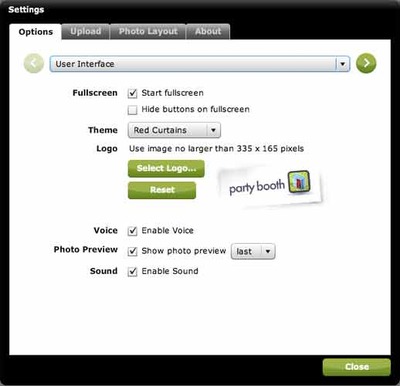 Settings
Options Upload Photo Layout About
User Interface
Fullscreen Start fullscreen
Hide buttons on fullscreen
Theme Red Curtains
Logo Use image no larger than 335 x 165 pixels
Select Logo...
Reset
party booth
Voice Enable Voice
Photo Preview Show photo preview last
Sound Enable Sound
Close